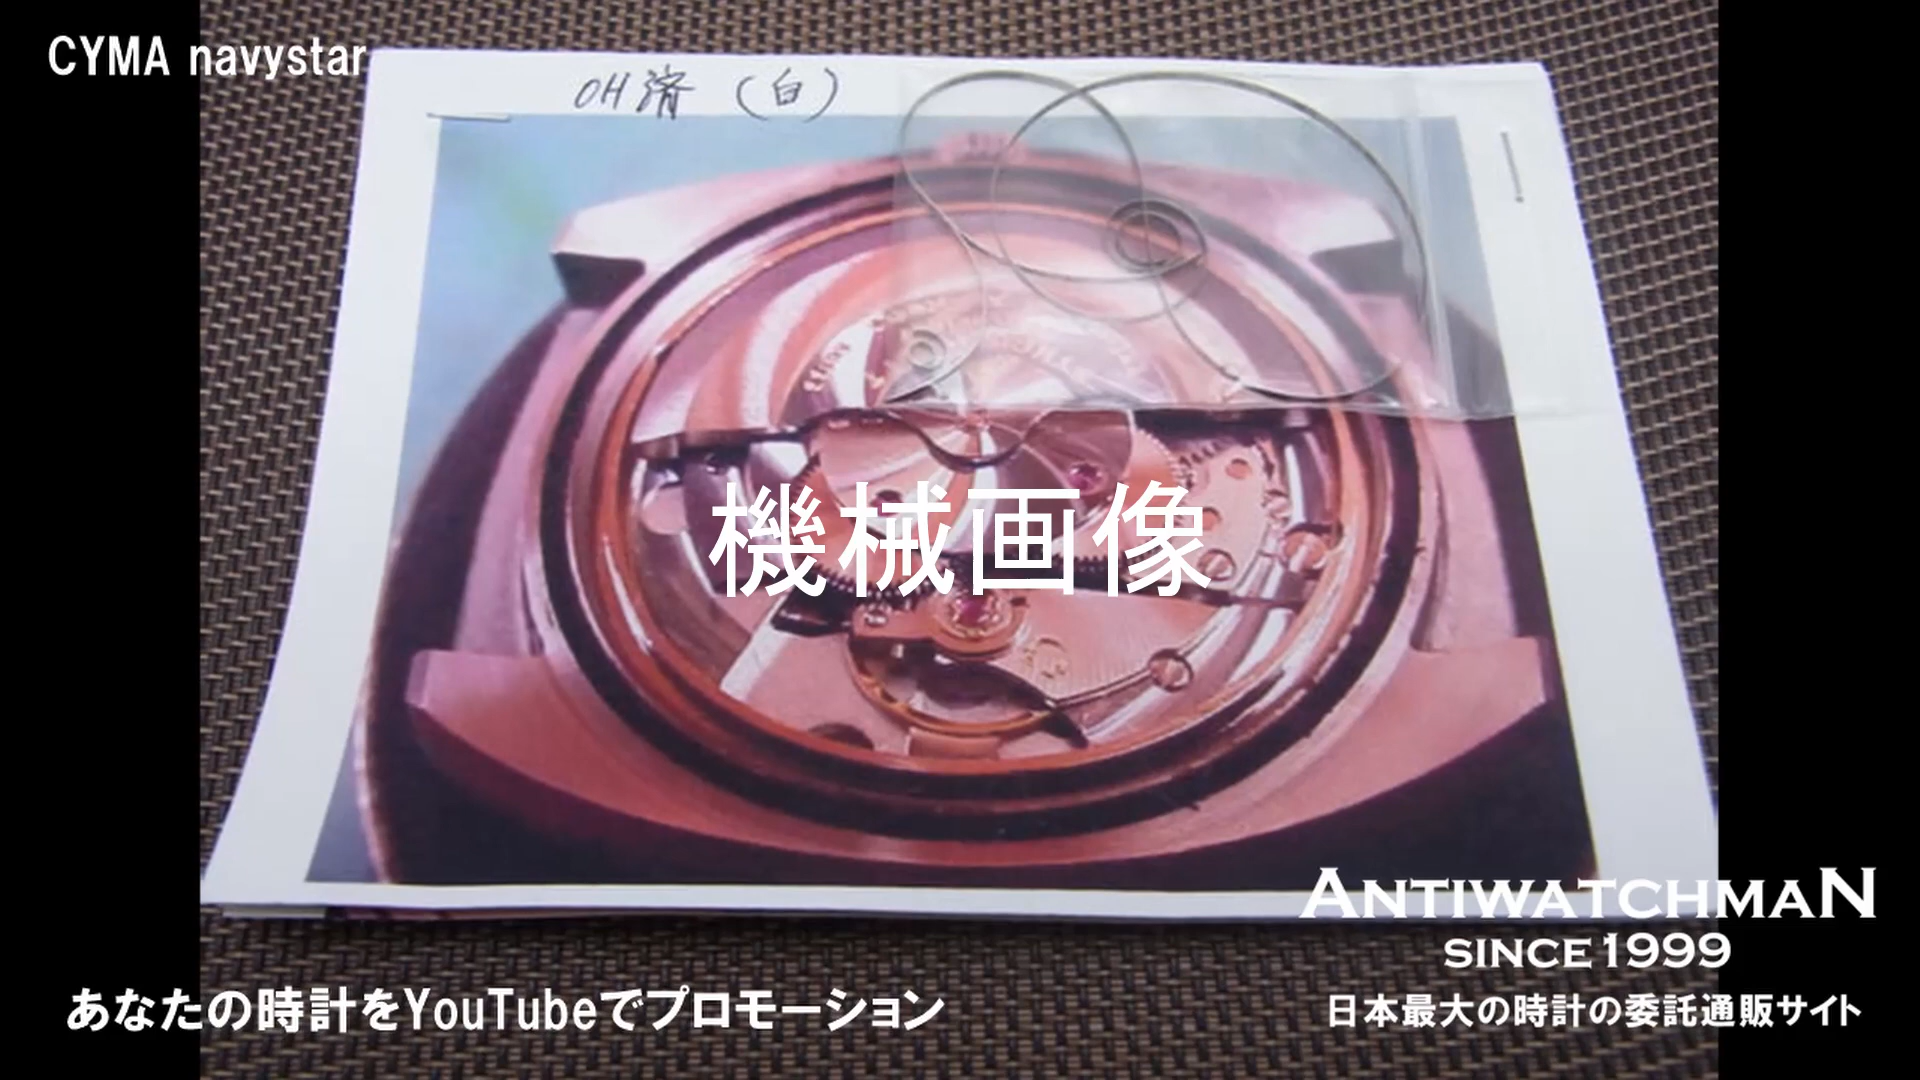 CYMA navystar
OH済 (白)
機械画像
ANTIWATCHMAN
SINCE 1999
あなたの時計をYouTubeでプロモーション
日本最大の時計の委託通販サイト